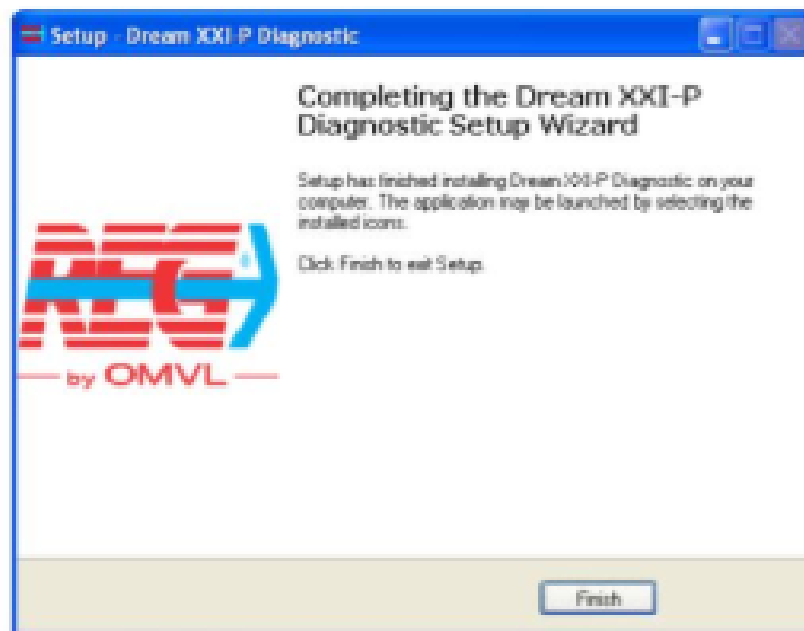 Setup - Dream XXI-P Diagnostic
Completing the Dream XXI-P
Diagnostic Setup Wizard
Setup has finished installing Dream XXI-P Diagnostic on your
computer. The application may be launched by selecting the
installed icons.
Click Finish to exit Setup.
REG
by OMVL
Finish